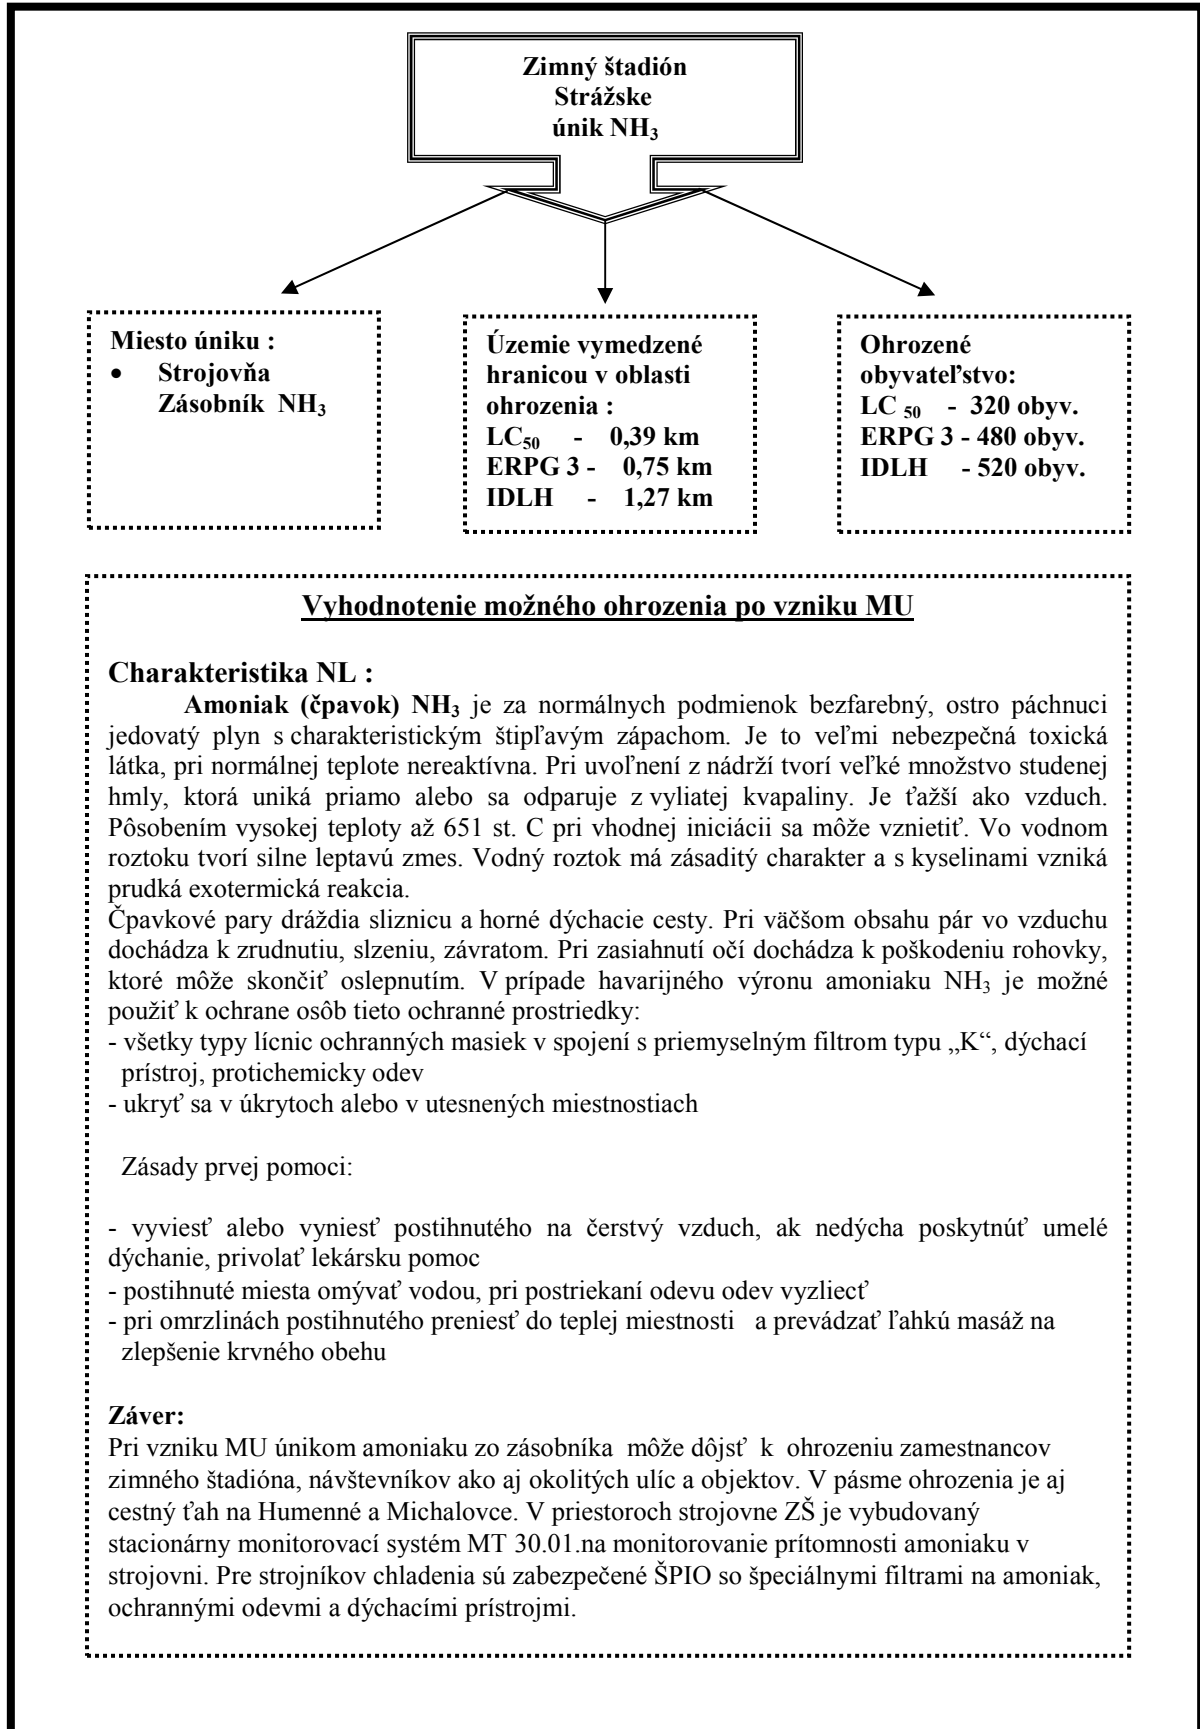 Zimný štadión
Strážske
únik NH₃
Miesto úniku :
• Strojovňa
Zásobník NH₃
Územie vymedzené
hranicou v oblasti
ohrozenia :
LC₅₀ - 0,39 km
ERPG 3 - 0,75 km
IDLH - 1,27 km
Ohrozené
obyvateľstvo:
LC ₅₀ - 320 obyv.
ERPG 3 - 480 obyv.
IDLH - 520 obyv.
Vyhodnotenie možného ohrozenia po vzniku MU
Charakteristika NL :
Amoniak (čpavok) NH₃ je za normálnych podmienok bezfarebný, ostro páchnuci
jedovatý plyn s charakteristickým štipľavým zápachom. Je to veľmi nebezpečná toxická
látka, pri normálnej teplote nereaktívna. Pri uvoľnení z nádrží tvorí veľké množstvo studenej
hmly, ktorá uniká priamo alebo sa odparuje z vyliatej kvapaliny. Je ťažší ako vzduch.
Pôsobením vysokej teploty až 651 st. C pri vhodnej iniciácii sa môže vznietiť. Vo vodnom
roztoku tvorí silne leptavú zmes. Vodný roztok má zásaditý charakter a s kyselinami vzniká
prudká exotermická reakcia.
Čpavkové pary dráždia sliznicu a horné dýchacie cesty. Pri väčšom obsahu pár vo vzduchu
dochádza k zrudnutiu, slzeniu, závratom. Pri zasiahnutí očí dochádza k poškodeniu rohovky,
ktoré môže skončiť oslepnutím. V prípade havarijného výronu amoniaku NH₃ je možné
použiť k ochrane osôb tieto ochranné prostriedky:
- všetky typy lícnic ochranných masiek v spojení s priemyselným filtrom typu „K“, dýchací
prístroj, protichemicky odev
- ukryť sa v úkrytoch alebo v utesnených miestnostiach
Zásady prvej pomoci:
- vyviesť alebo vyniesť postihnutého na čerstvý vzduch, ak nedýcha poskytnúť umelé
dýchanie, privolať lekársku pomoc
- postihnuté miesta omývať vodou, pri postriekaní odevu odev vyzliecť
- pri omrzlinách postihnutého preniesť do teplej miestnosti a prevádzať ľahkú masáž na
zlepšenie krvného obehu
Záver:
Pri vzniku MU únikom amoniaku zo zásobníka môže dôjsť k ohrozeniu zamestnancov
zimného štadióna, návštevníkov ako aj okolitých ulíc a objektov. V pásme ohrozenia je aj
cestný ťah na Humenné a Michalovce. V priestoroch strojovne ZŠ je vybudovaný
stacionárny monitorovací systém MT 30.01.na monitorovanie prítomnosti amoniaku v
strojovni. Pre strojníkov chladenia sú zabezpečené ŠPIO so špeciálnymi filtrami na amoniak,
ochrannými odevmi a dýchacími prístrojmi.